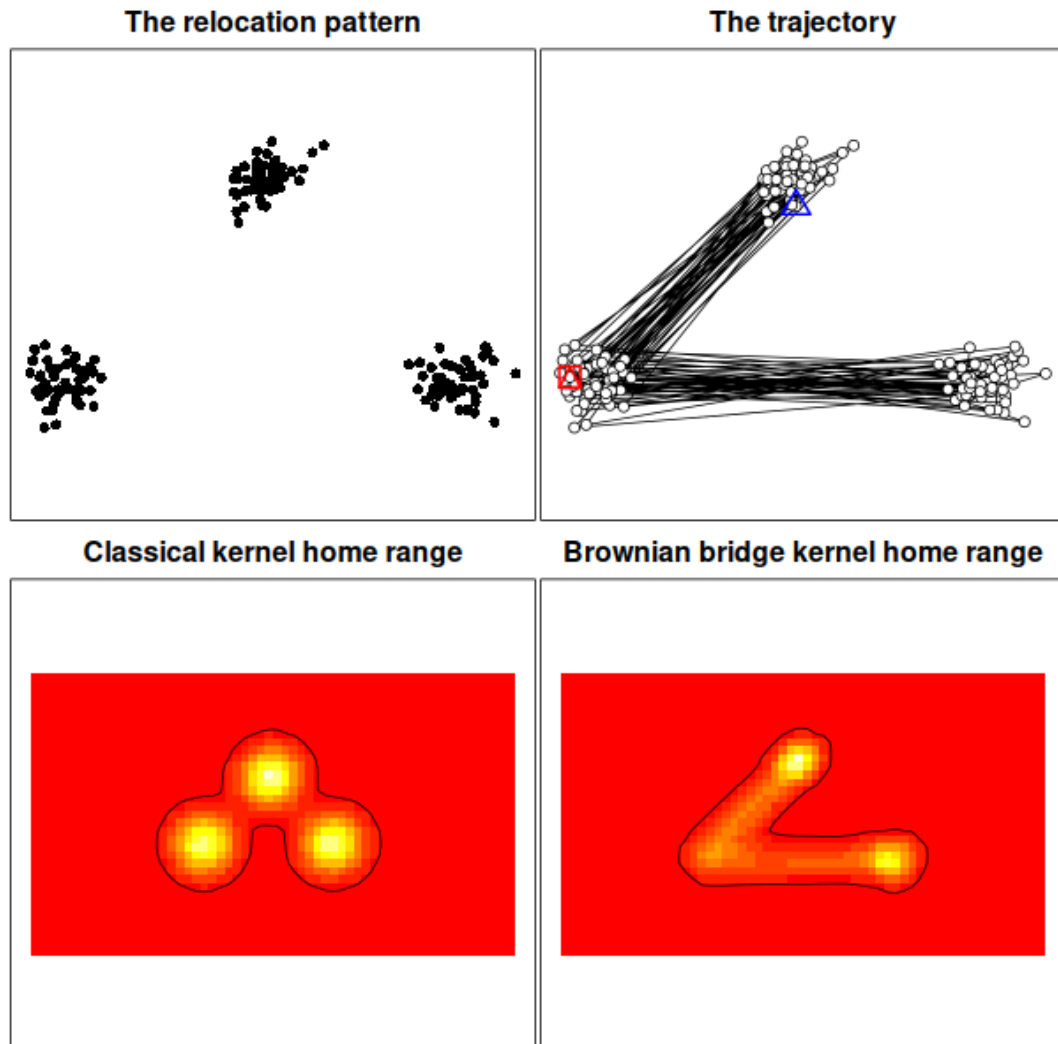 The relocation pattern
The trajectory
Classical kernel home range
Brownian bridge kernel home range